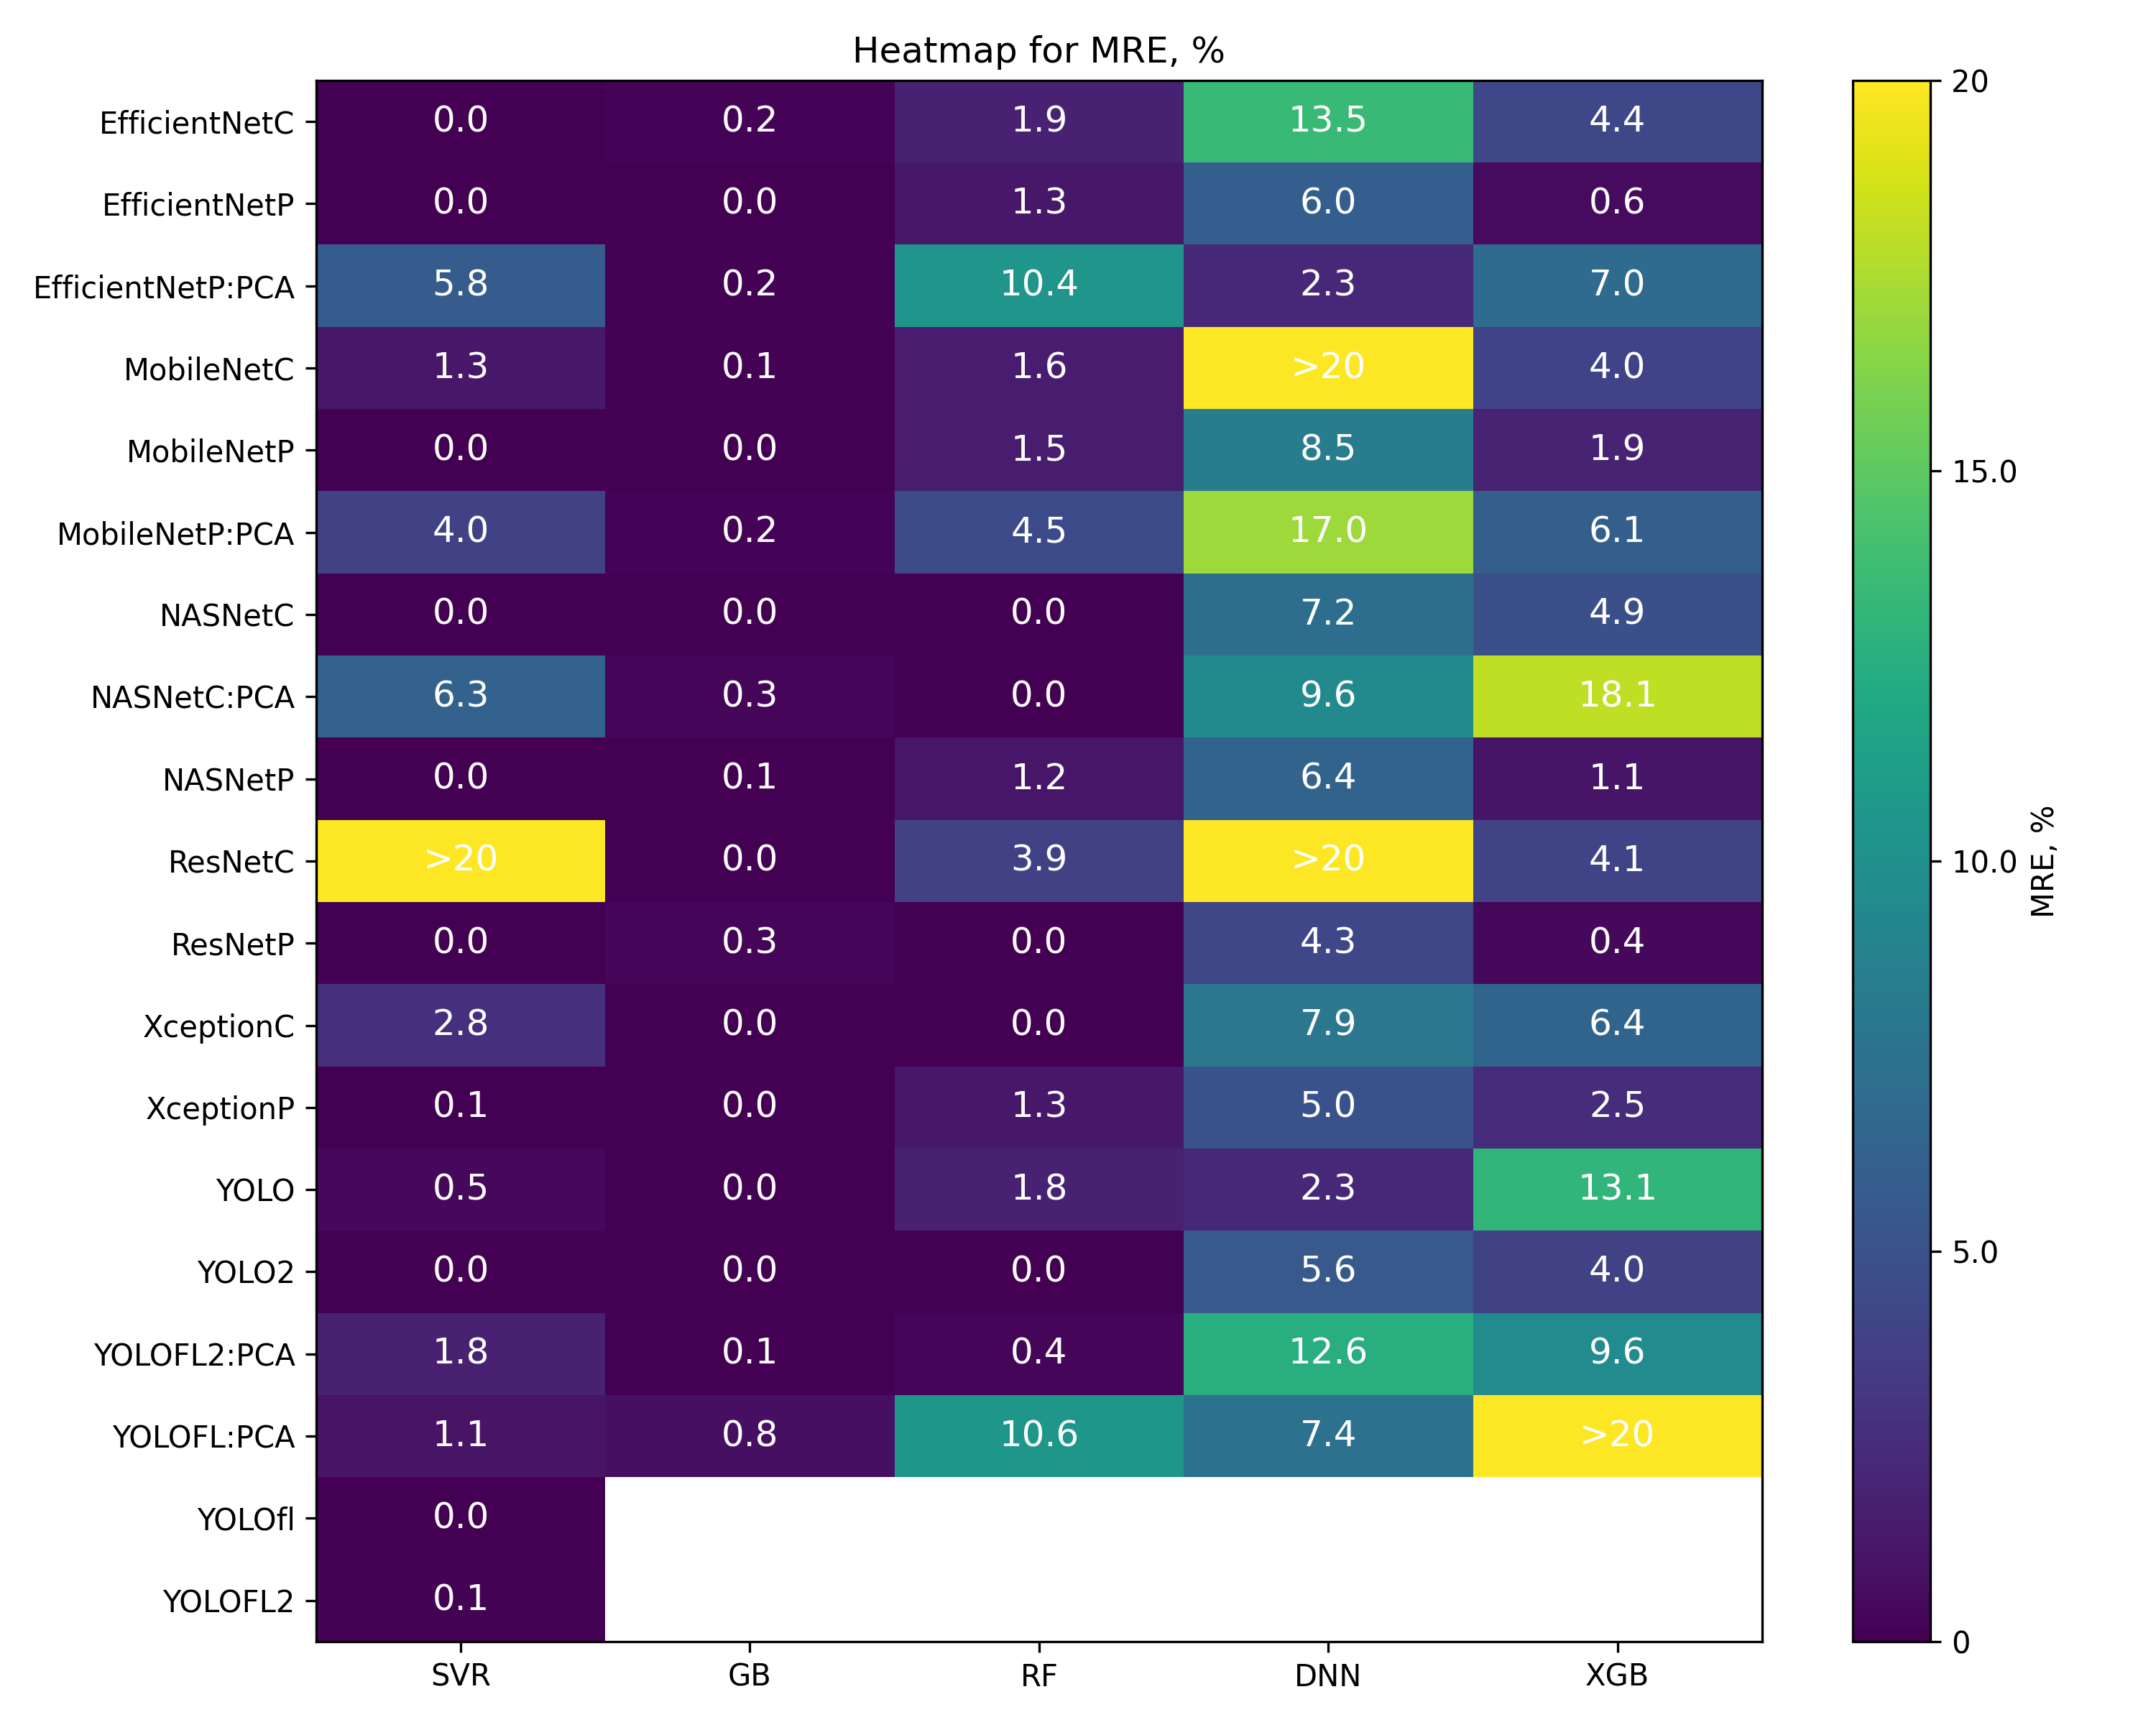 Heatmap for MRE, %
EfficientNetC 0.0 0.2 1.9 13.5 4.4
EfficientNetP 0.0 0.0 1.3 6.0 0.6
EfficientNetP:PCA 5.8 0.2 10.4 2.3 7.0
MobileNetC 1.3 0.1 1.6 >20 4.0
MobileNetP 0.0 0.0 1.5 8.5 1.9
MobileNetP:PCA 4.0 0.2 4.5 17.0 6.1
NASNetC 0.0 0.0 0.0 7.2 4.9
NASNetC:PCA 6.3 0.3 0.0 9.6 18.1
NASNetP 0.0 0.1 1.2 6.4 1.1
ResNetC >20 0.0 3.9 >20 4.1
ResNetP 0.0 0.3 0.0 4.3 0.4
XceptionC 2.8 0.0 0.0 7.9 6.4
XceptionP 0.1 0.0 1.3 5.0 2.5
YOLO 0.5 0.0 1.8 2.3 13.1
YOLO2 0.0 0.0 0.0 5.6 4.0
YOLOFL2:PCA 1.8 0.1 0.4 12.6 9.6
YOLOFL:PCA 1.1 0.8 10.6 7.4 >20
YOLOfl 0.0
YOLOFL2 0.1
SVR GB RF DNN XGB
20
15.0
10.0
5.0
0
MRE, %